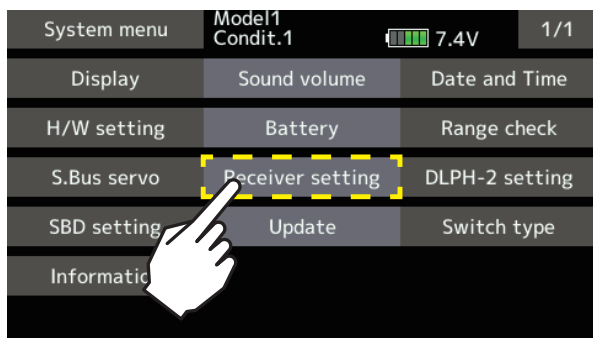 System menu
Model1
Condit.1
7.4V
1/1
Display
Sound volume
Date and Time
H/W setting
Battery
Range check
S.Bus servo
Receiver setting
DLPH-2 setting
SBD setting
Update
Switch type
Informatic